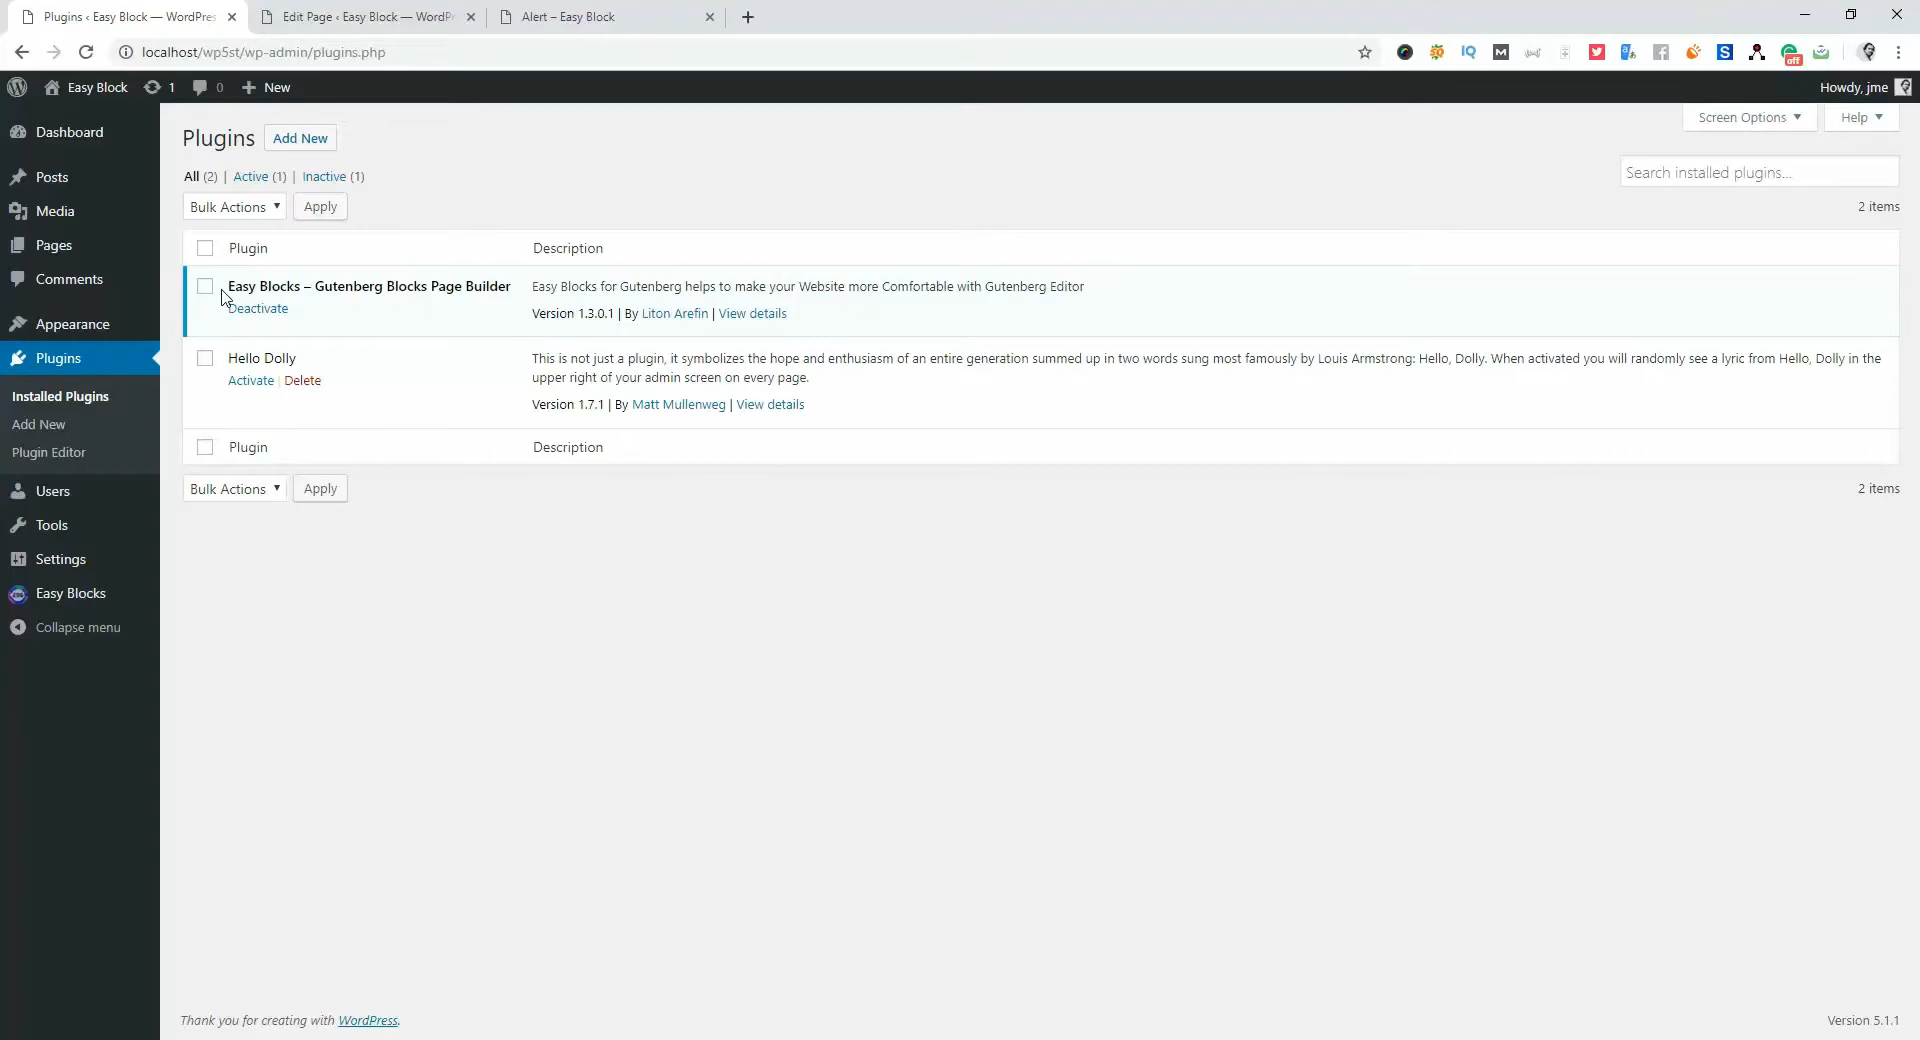 Plugins ‹ Easy Block — WordPres
Edit Page ‹ Easy Block — WordP
Alert – Easy Block
localhost/wp5st/wp-admin/plugins.php
off
Easy Block
1
0
New
Howdy, jme
Dashboard
Posts
Media
Pages
Comments
Appearance
Plugins
Installed Plugins
Add New
Plugin Editor
Users
Tools
Settings
Easy Blocks
Collapse menu
Screen Options
Help
Plugins
Add New
All (2) | Active (1) | Inactive (1)
Search installed plugins...
Bulk Actions
Apply
2 items
Plugin
Description
Easy Blocks – Gutenberg Blocks Page Builder
Deactivate
Easy Blocks for Gutenberg helps to make your Website more Comfortable with Gutenberg Editor
Version 1.3.0.1 | By Liton Arefin | View details
Hello Dolly
Activate | Delete
This is not just a plugin, it symbolizes the hope and enthusiasm of an entire generation summed up in two words sung most famously by Louis Armstrong: Hello, Dolly. When activated you will randomly see a lyric from Hello, Dolly in the
upper right of your admin screen on every page.
Version 1.7.1 | By Matt Mullenweg | View details
Plugin
Description
Bulk Actions
Apply
2 items
Thank you for creating with WordPress.
Version 5.1.1